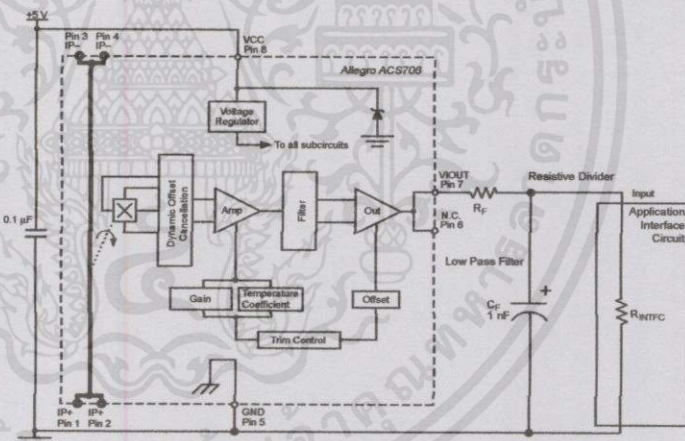 +5 V
Pin 3 Pin 4
IP– IP–
VCC
Pin 8
Allegro ACS706
Voltage
Regulator
To all subcircuits
VIOUT
Pin 7
Resistive Divider
Input
0.1 µF
Dynamic Offset
Cancellation
Amp
Filter
Out
RF
N.C.
Pin 6
Application
Interface
Circuit
Low Pass Filter
Gain
Temperature
Coefficient
Offset
+
CF
1 nF
RINTFC
Trim Control
IP+ IP+
Pin 1 Pin 2
GND
Pin 5